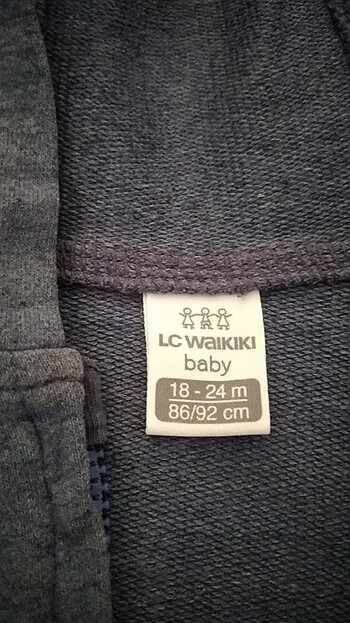 LC WAIKIKI
baby
18 - 24 m
86/92 cm